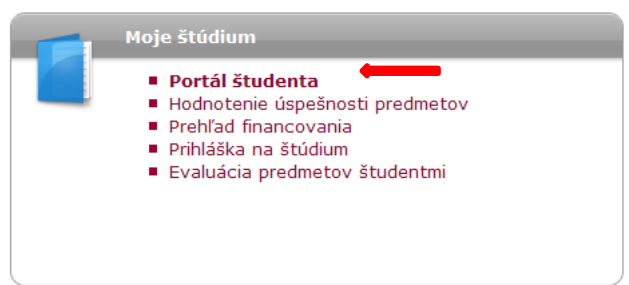 Moje štúdium
Portál študenta
Hodnotenie úspešnosti predmetov
Prehľad financovania
Prihláška na štúdium
Evaluácia predmetov študentmi